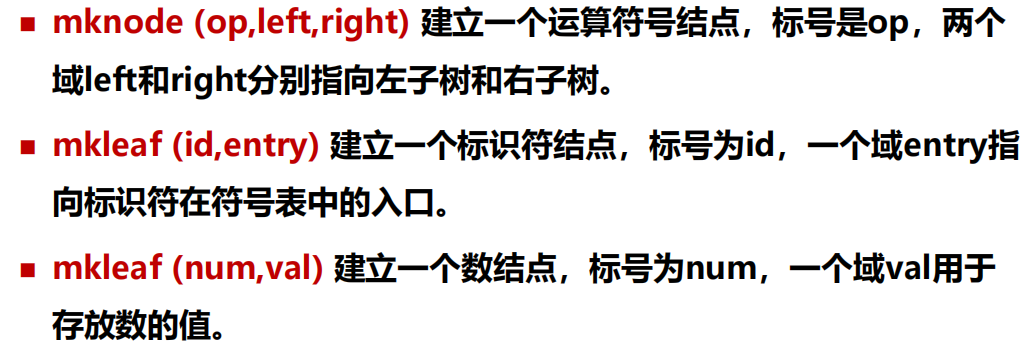 ▪ mknode (op,left,right) 建立一个运算符号结点，标号是op，两个
域left和right分别指向左子树和右子树。
▪ mkleaf (id,entry) 建立一个标识符结点，标号为id，一个域entry指
向标识符在符号表中的入口。
▪ mkleaf (num,val) 建立一个数结点，标号为num，一个域val用于
存放数的值。